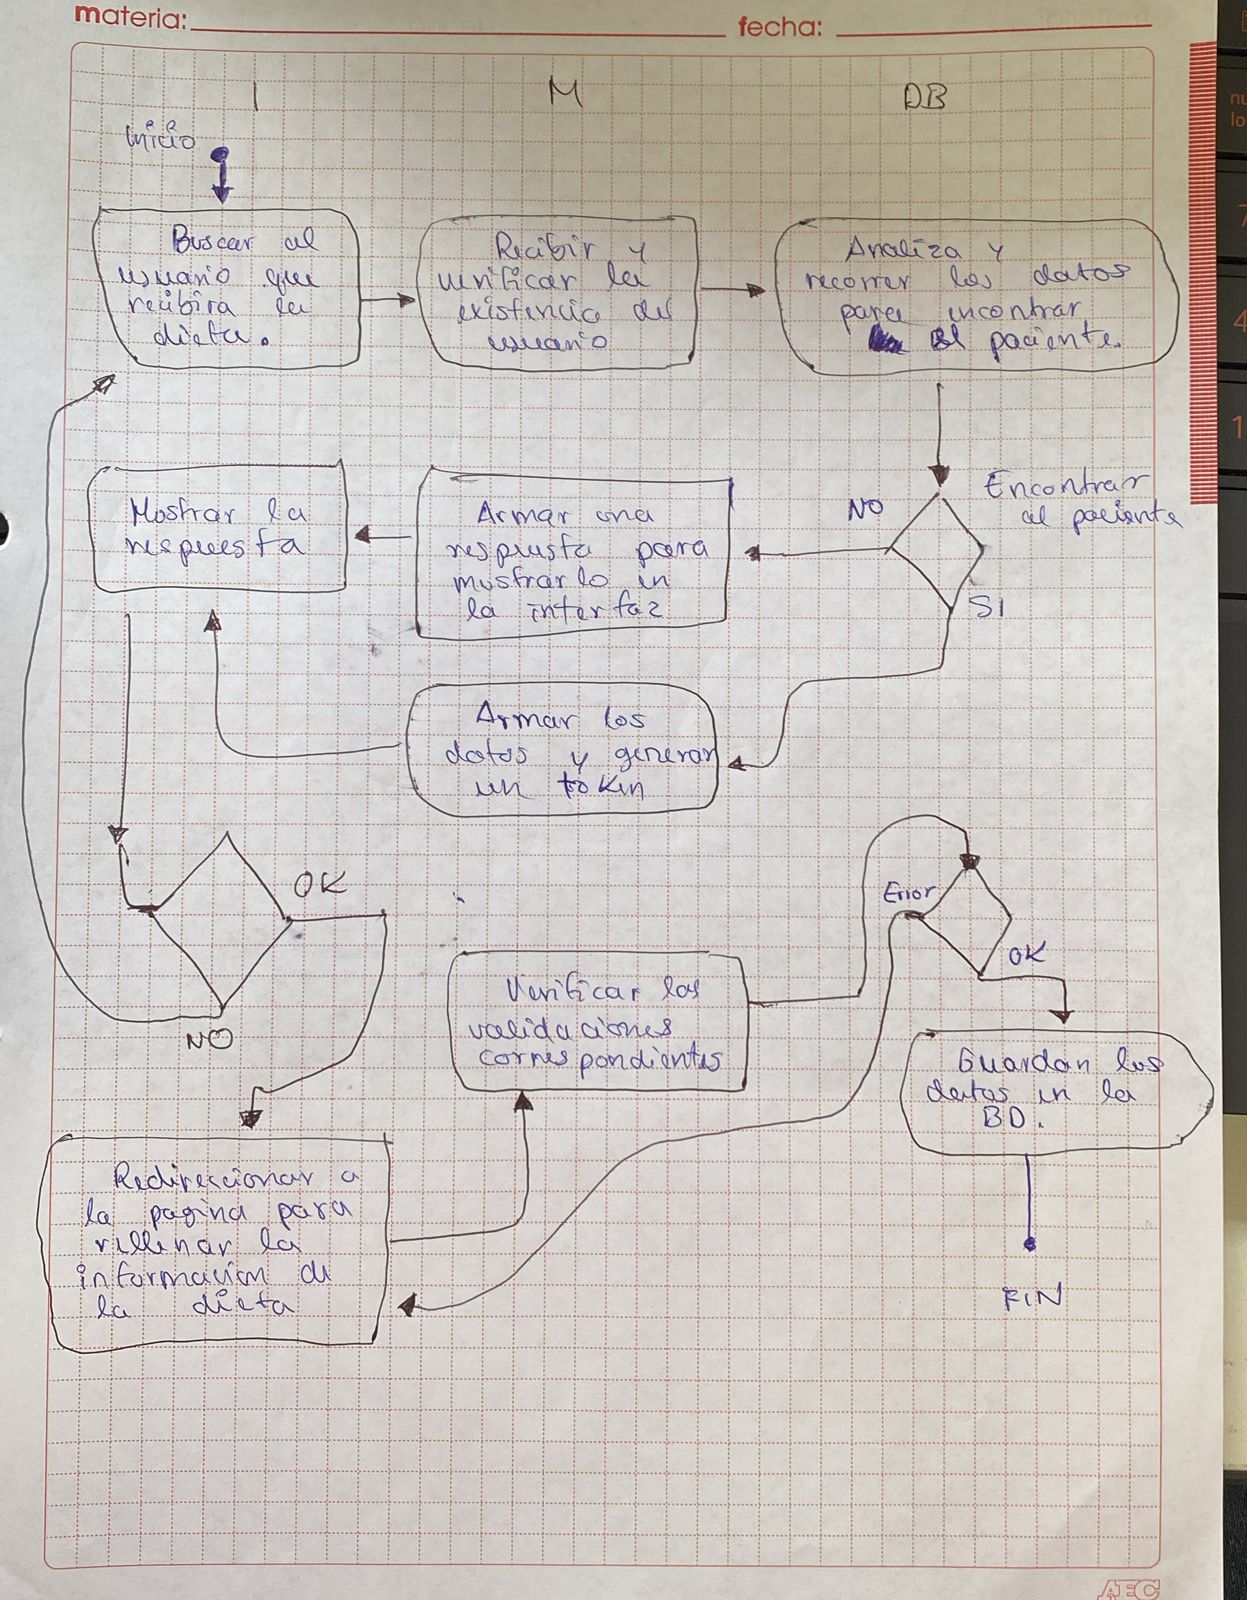 materia:
fecha:
I
M
DB
Inicio
Buscar al
usuario que
recibira la
dieta.
Recibir y
verificar la
existencia del
usuario
Analiza y
recorrer los datos
para encontrar
el paciente.
Encontrar
al paciente
NO
SI
Mostrar la
respuesta
Armar una
respuesta para
mostrarlo en
la interfaz
Armar los
datos y generar
un token
OK
NO
Error
OK
Verificar las
validaciones
correspondientes
Guardan los
datos en la
BD.
Redireccionar a
la pagina para
rellenar la
informacion de
la dieta
FIN
AEC